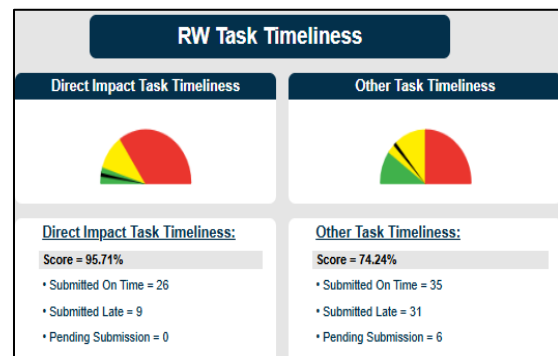 RW Task Timeliness
Direct Impact Task Timeliness
Other Task Timeliness
Direct Impact Task Timeliness:
Score = 95.71%
• Submitted On Time = 26
• Submitted Late = 9
• Pending Submission = 0
Other Task Timeliness:
Score = 74.24%
• Submitted On Time = 35
• Submitted Late = 31
• Pending Submission = 6